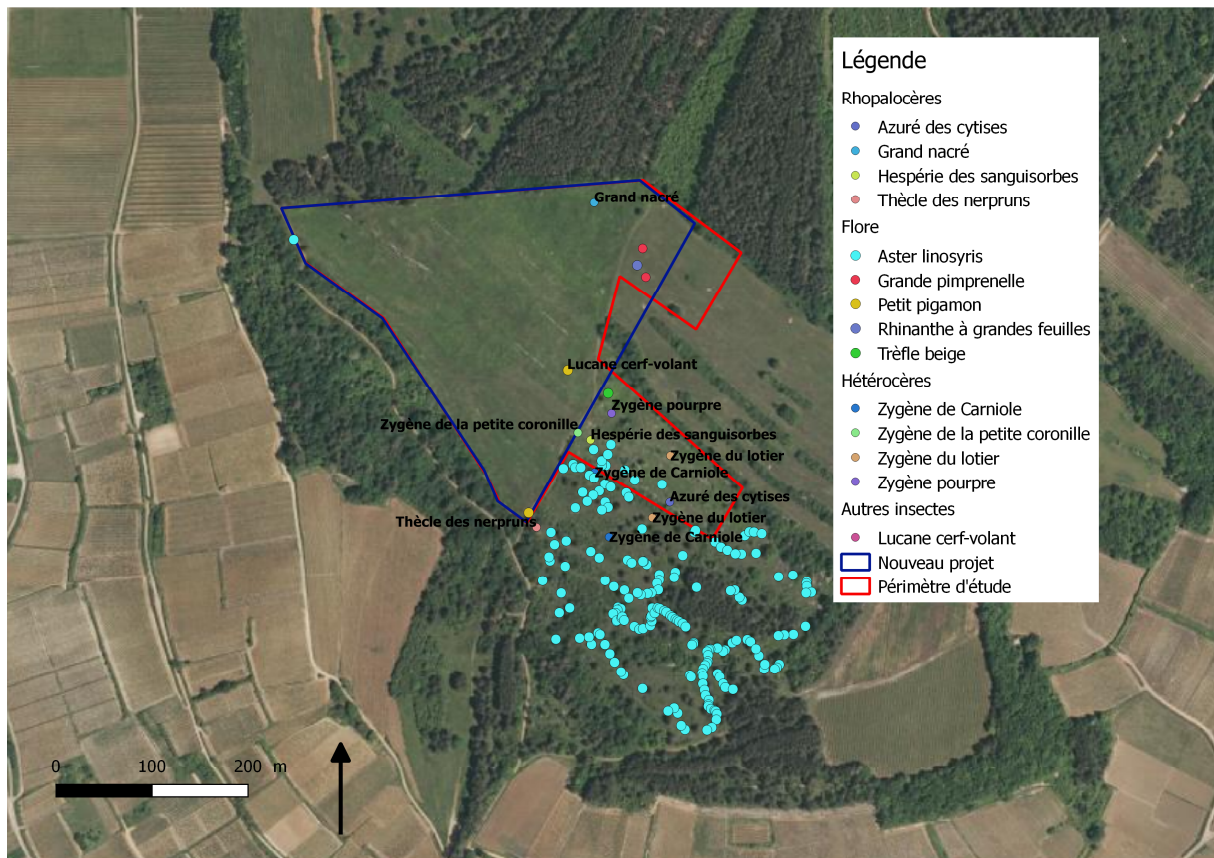 Légende
Rhopalocères
Azuré des cytises
Grand nacré
Hespérie des sanguisorbes
Thècle des nerpruns
Flore
Aster linosyris
Grande pimprenelle
Petit pigamon
Rhinanthe à grandes feuilles
Trèfle beige
Hétérocères
Zygène de Carniole
Zygène de la petite coronille
Zygène du lotier
Zygène pourpre
Autres insectes
Lucane cerf-volant
Nouveau projet
Périmètre d'étude
Grand nacré
Lucane cerf-volant
Zygène pourpre
Zygène de la petite coronille
Hespérie des sanguisorbes
Zygène du lotier
Zygène de Carniole
Azuré des cytises
Thècle des nerpruns
Zygène du lotier
Zygène de Carniole
0 100 200 m